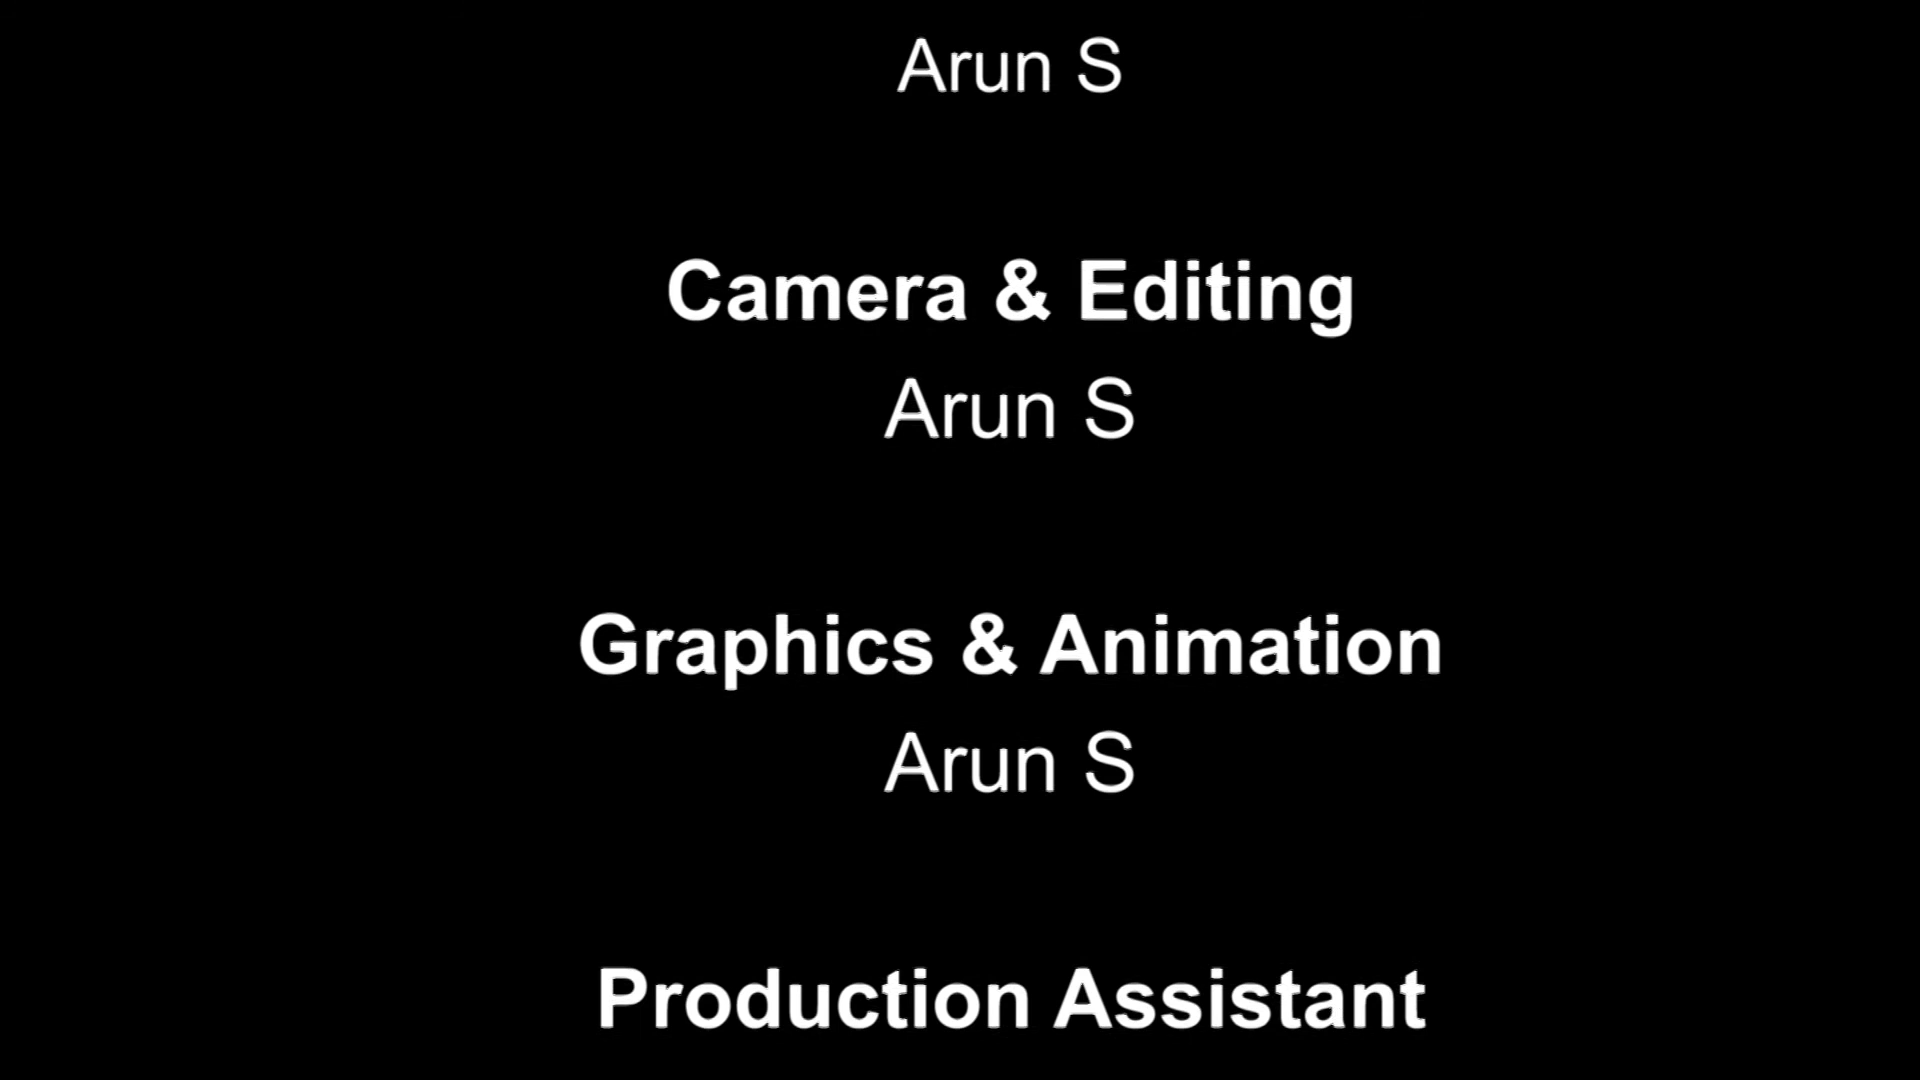 Arun S
Camera & Editing
Arun S
Graphics & Animation
Arun S
Production Assistant